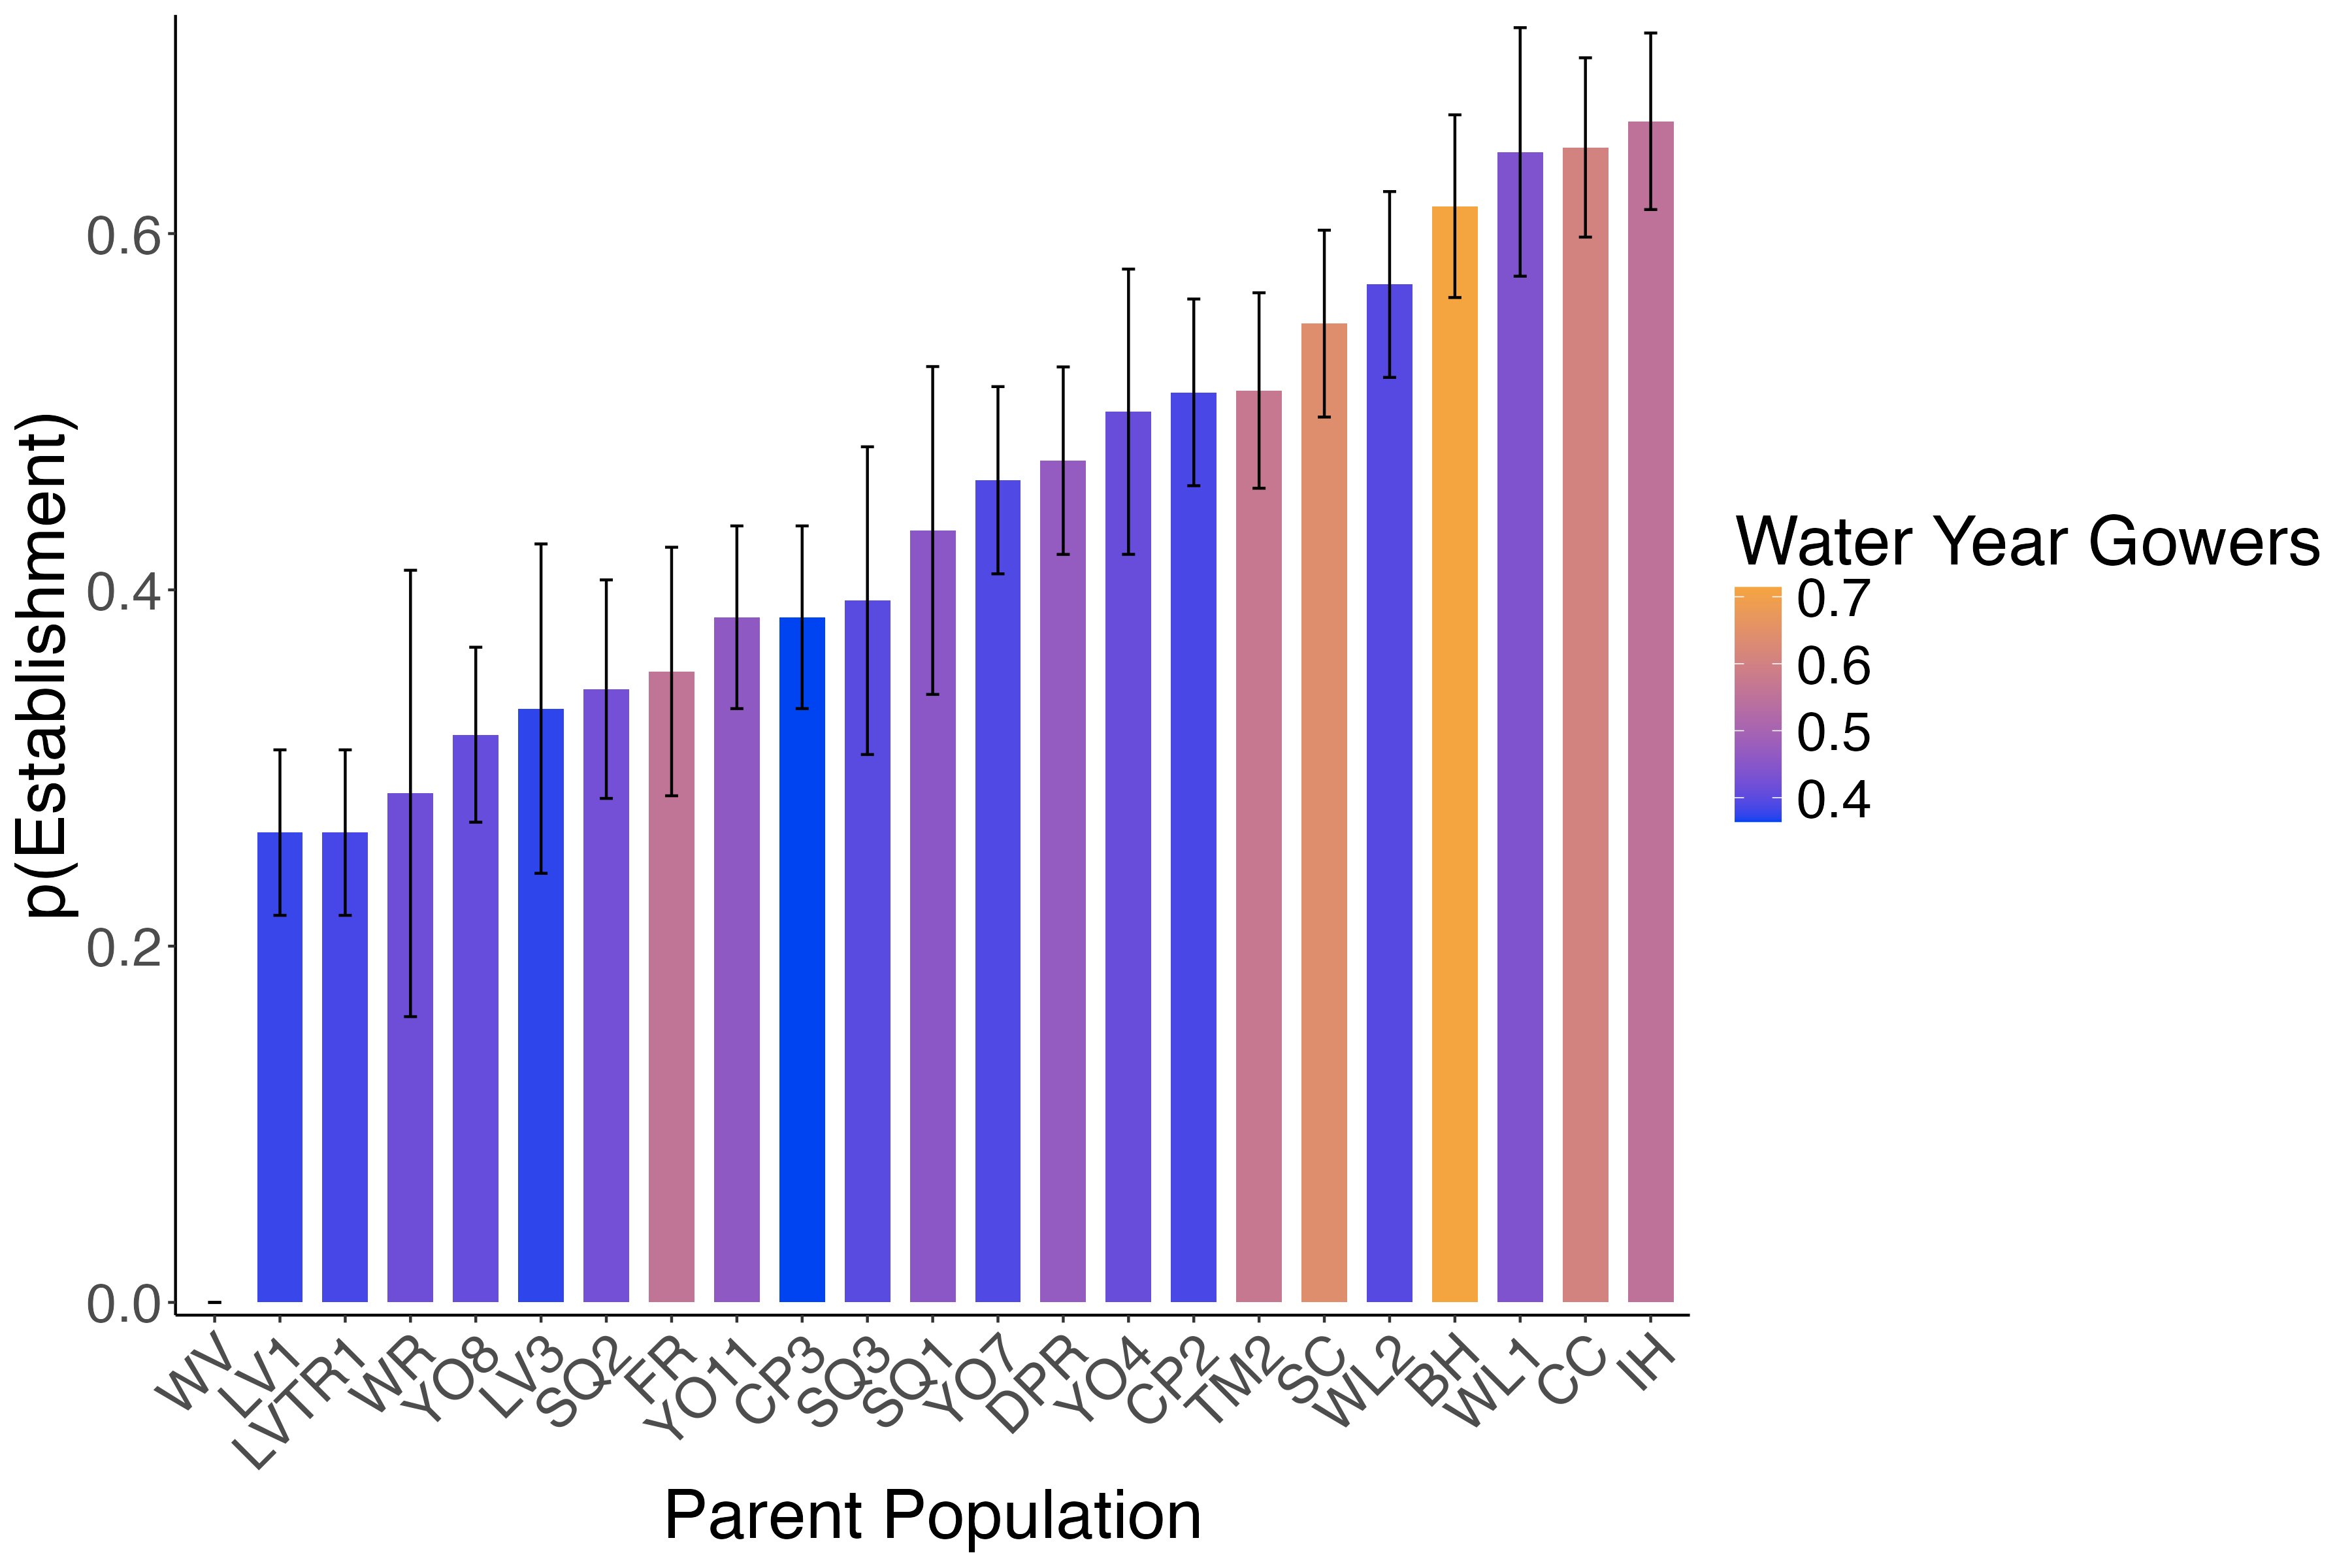 p(Establishment)
0.6
0.4
0.2
0.0
WV
LV1
LVTR1
WR
YO8
LV3
SQ2
FR
YO11
CP3
SQ3
SQ1
YO7
DPR
YO4
CP2
TM2
SC
WL2
BH
WL1
CC
IH
Parent Population
Water Year Gowers
0.7
0.6
0.5
0.4